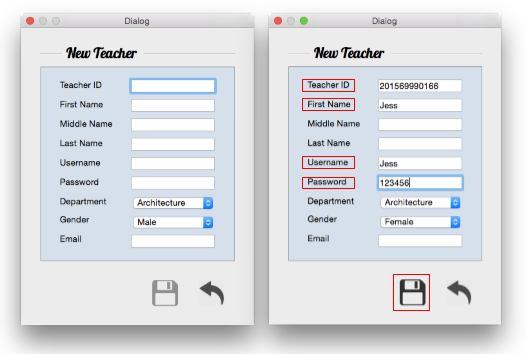 Dialog
New Teacher
Teacher ID
First Name
Middle Name
Last Name
Username
Password
Department Architecture
Gender Male
Email
Dialog
New Teacher
Teacher ID 201569990166
First Name Jess
Middle Name
Last Name
Username Jess
Password 123456
Department Architecture
Gender Female
Email